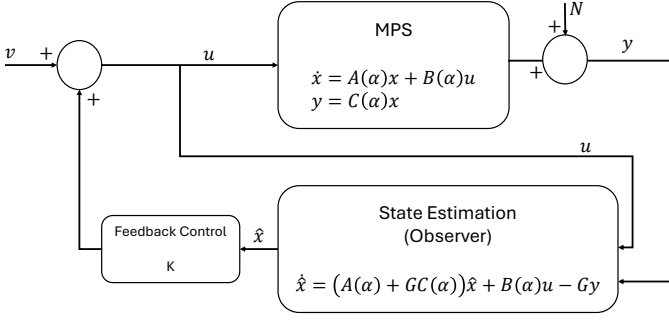 N
+
v
+
u
MPS
ẋ = A(α)x + B(α)u
y = C(α)x
+
y
+
u
Feedback Control
K
x̂
State Estimation
(Observer)
x̂̇ = (A(α) + GC(α))x̂ + B(α)u − Gy